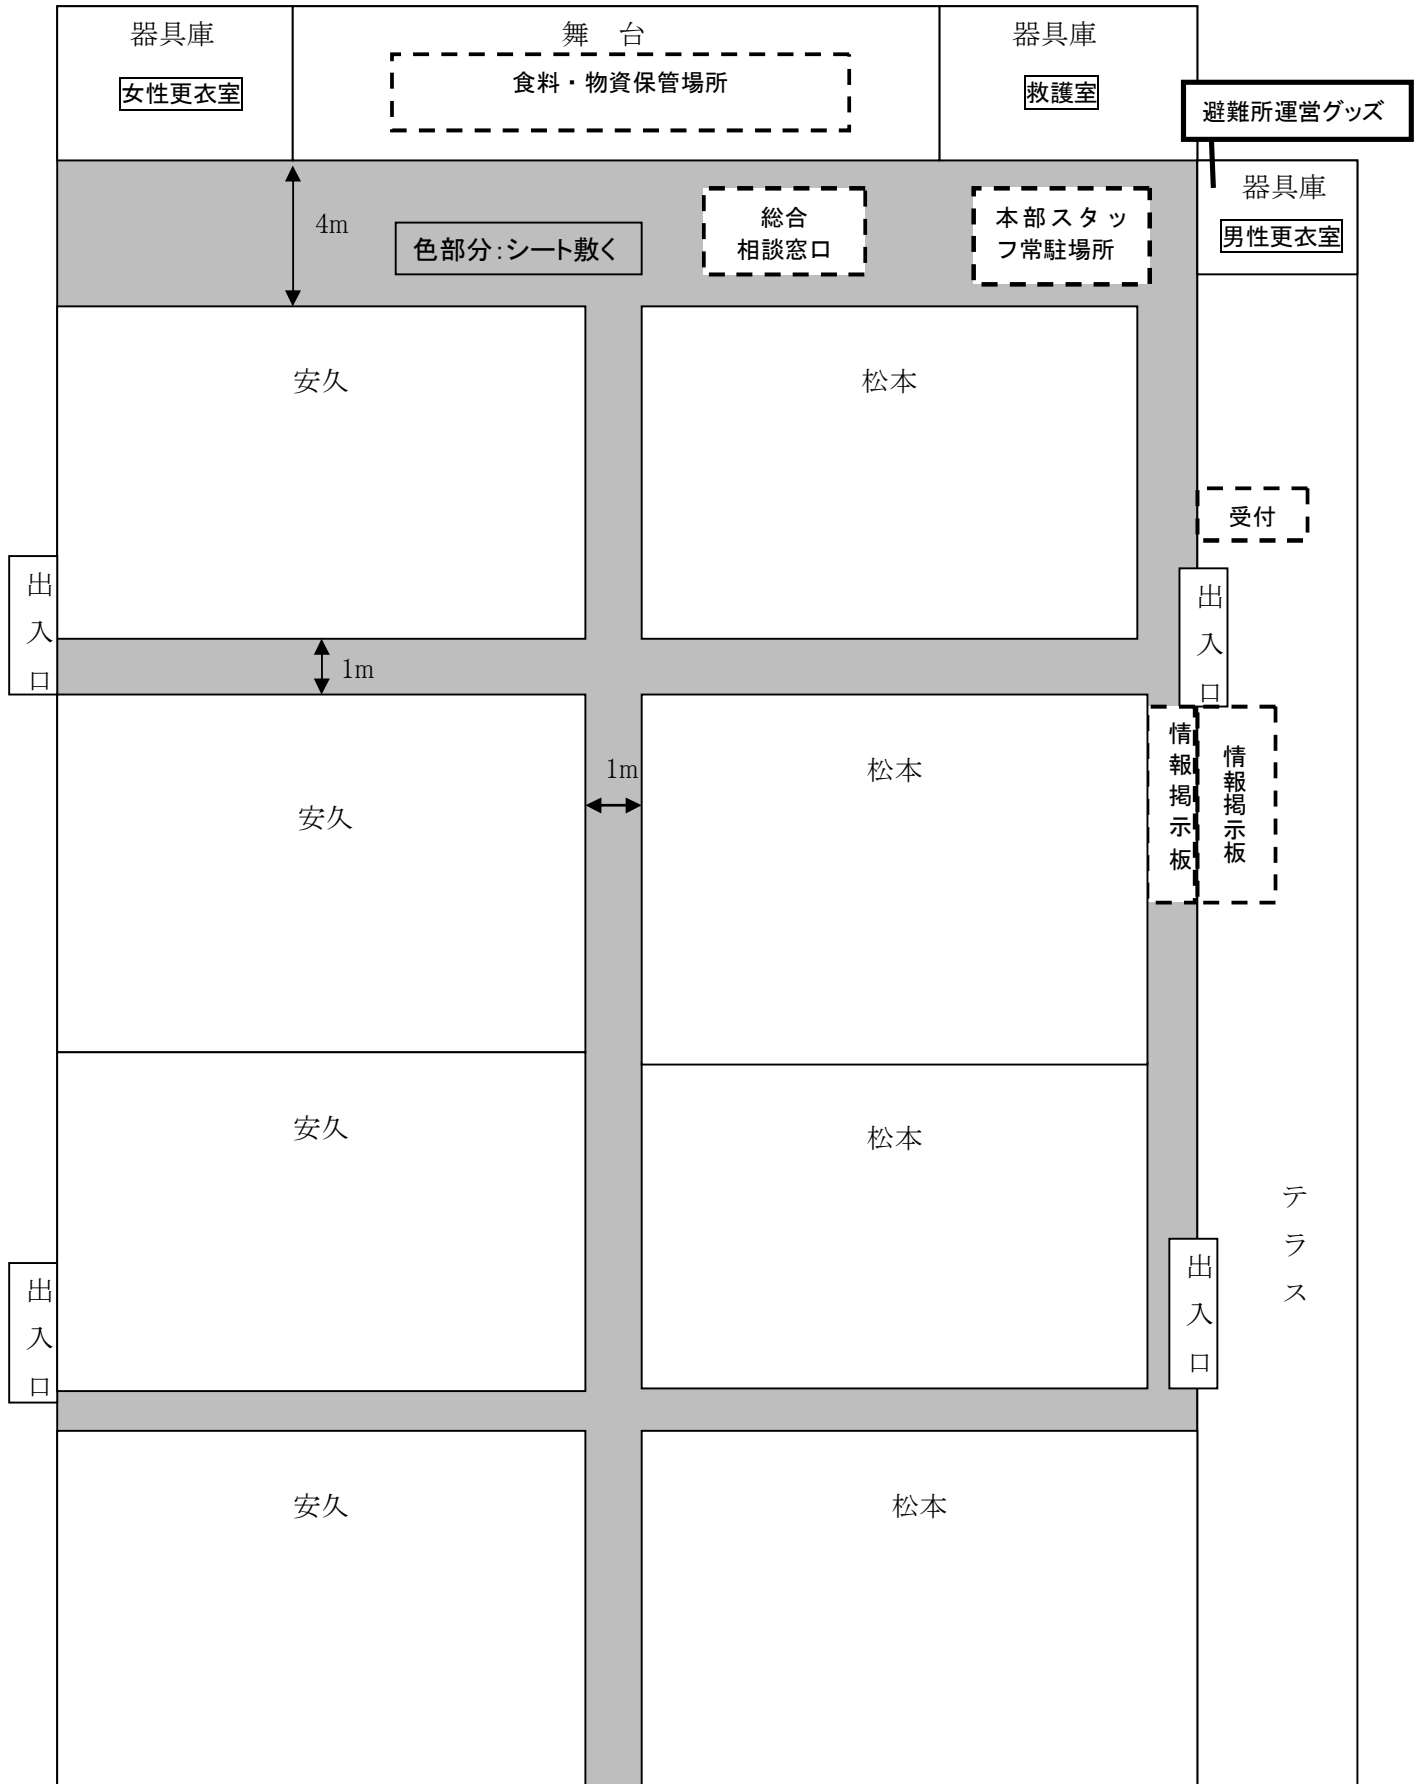 器具庫
女性更衣室
舞 台
食料・物資保管場所
器具庫
救護室
避難所運営グッズ
器具庫
男性更衣室
4m
色部分：シート敷く
総合
相談窓口
本部スタッ
フ常駐場所
安久
松本
受付
出入口
出入口
1m
安久
1m
松本
情報掲示板
情報掲示板
安久
松本
テラス
出入口
出入口
安久
松本